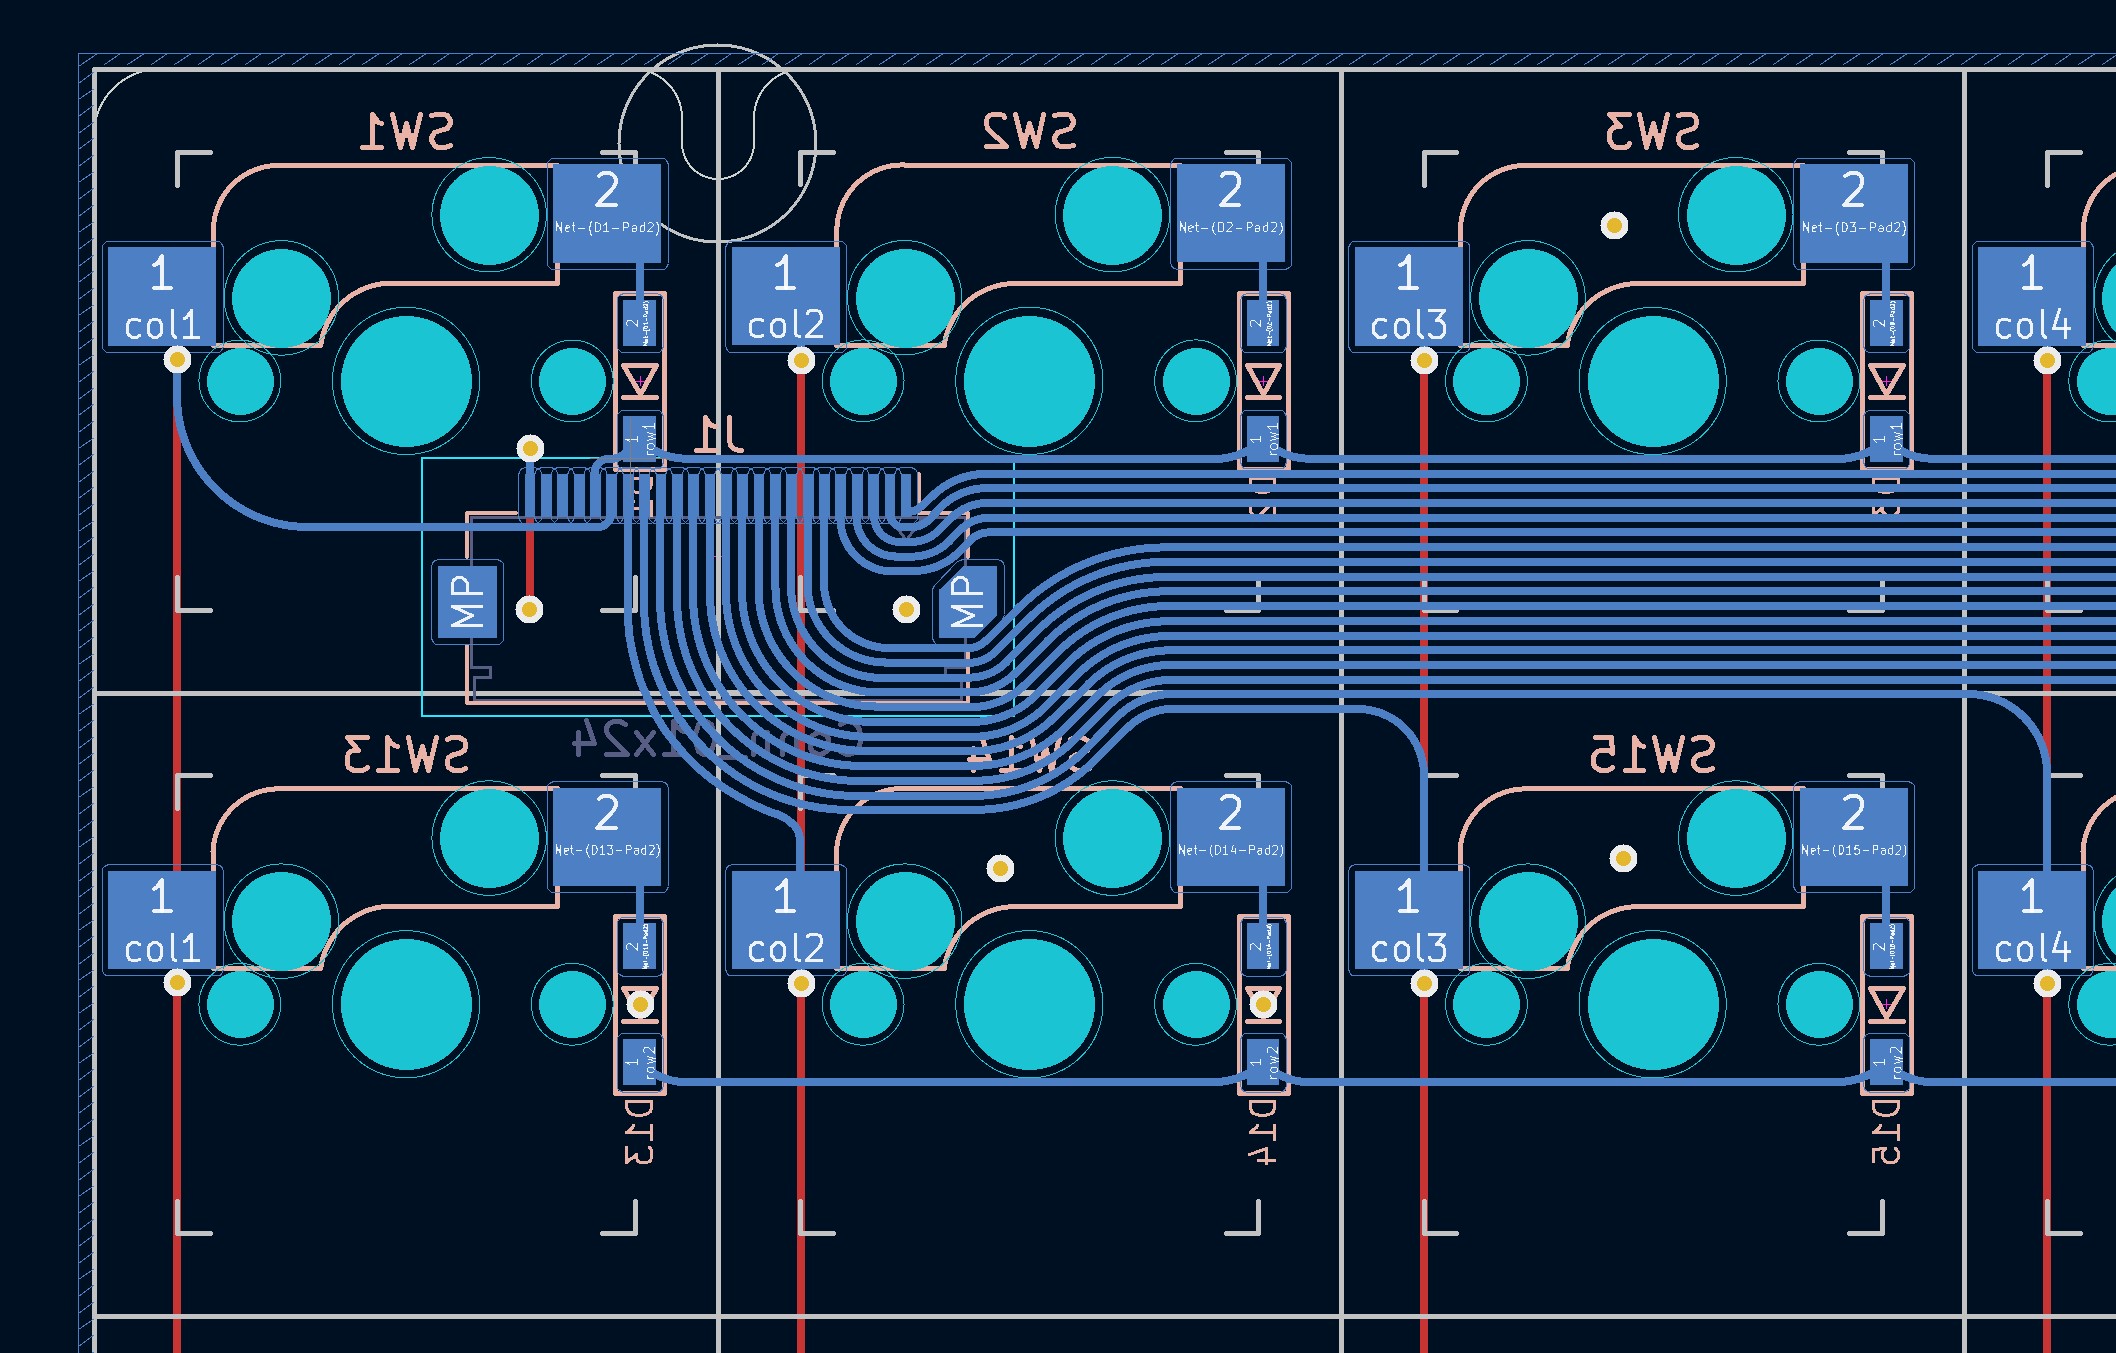 SW1
SW2
SW3
2
Net-(D1-Pad2)
2
Net-(D2-Pad2)
2
Net-(D3-Pad2)
1
col1
1
col2
1
col3
1
col4
2
2
2
J1
1
row1
1
row1
1
row1
MP
MP
SW13
Conn_01x24
SW14
SW15
2
Net-(D13-Pad2)
2
Net-(D14-Pad2)
2
Net-(D15-Pad2)
1
col1
1
col2
1
col3
1
col4
2
2
2
1
row2
1
row2
1
row2
D13
D14
D15